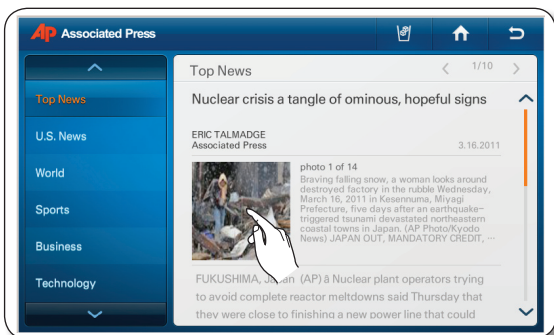 AP Associated Press
Top News
U.S. News
World
Sports
Business
Technology
Top News
1/10
Nuclear crisis a tangle of ominous, hopeful signs
ERIC TALMADGE
Associated Press
3.16.2011
photo 1 of 14
Braving falling snow, a woman looks around
destroyed factory in the rubble Wednesday,
March 16, 2011 in Kesennuma, Miyagi
Prefecture, five days after an earthquake-
triggered tsunami devastated northeastern
coastal towns in Japan. (AP Photo/Kyodo
News) JAPAN OUT, MANDATORY CREDIT, ···
FUKUSHIMA, Japan (AP) â Nuclear plant operators trying
to avoid complete reactor meltdowns said Thursday that
they were close to finishing a new power line that could